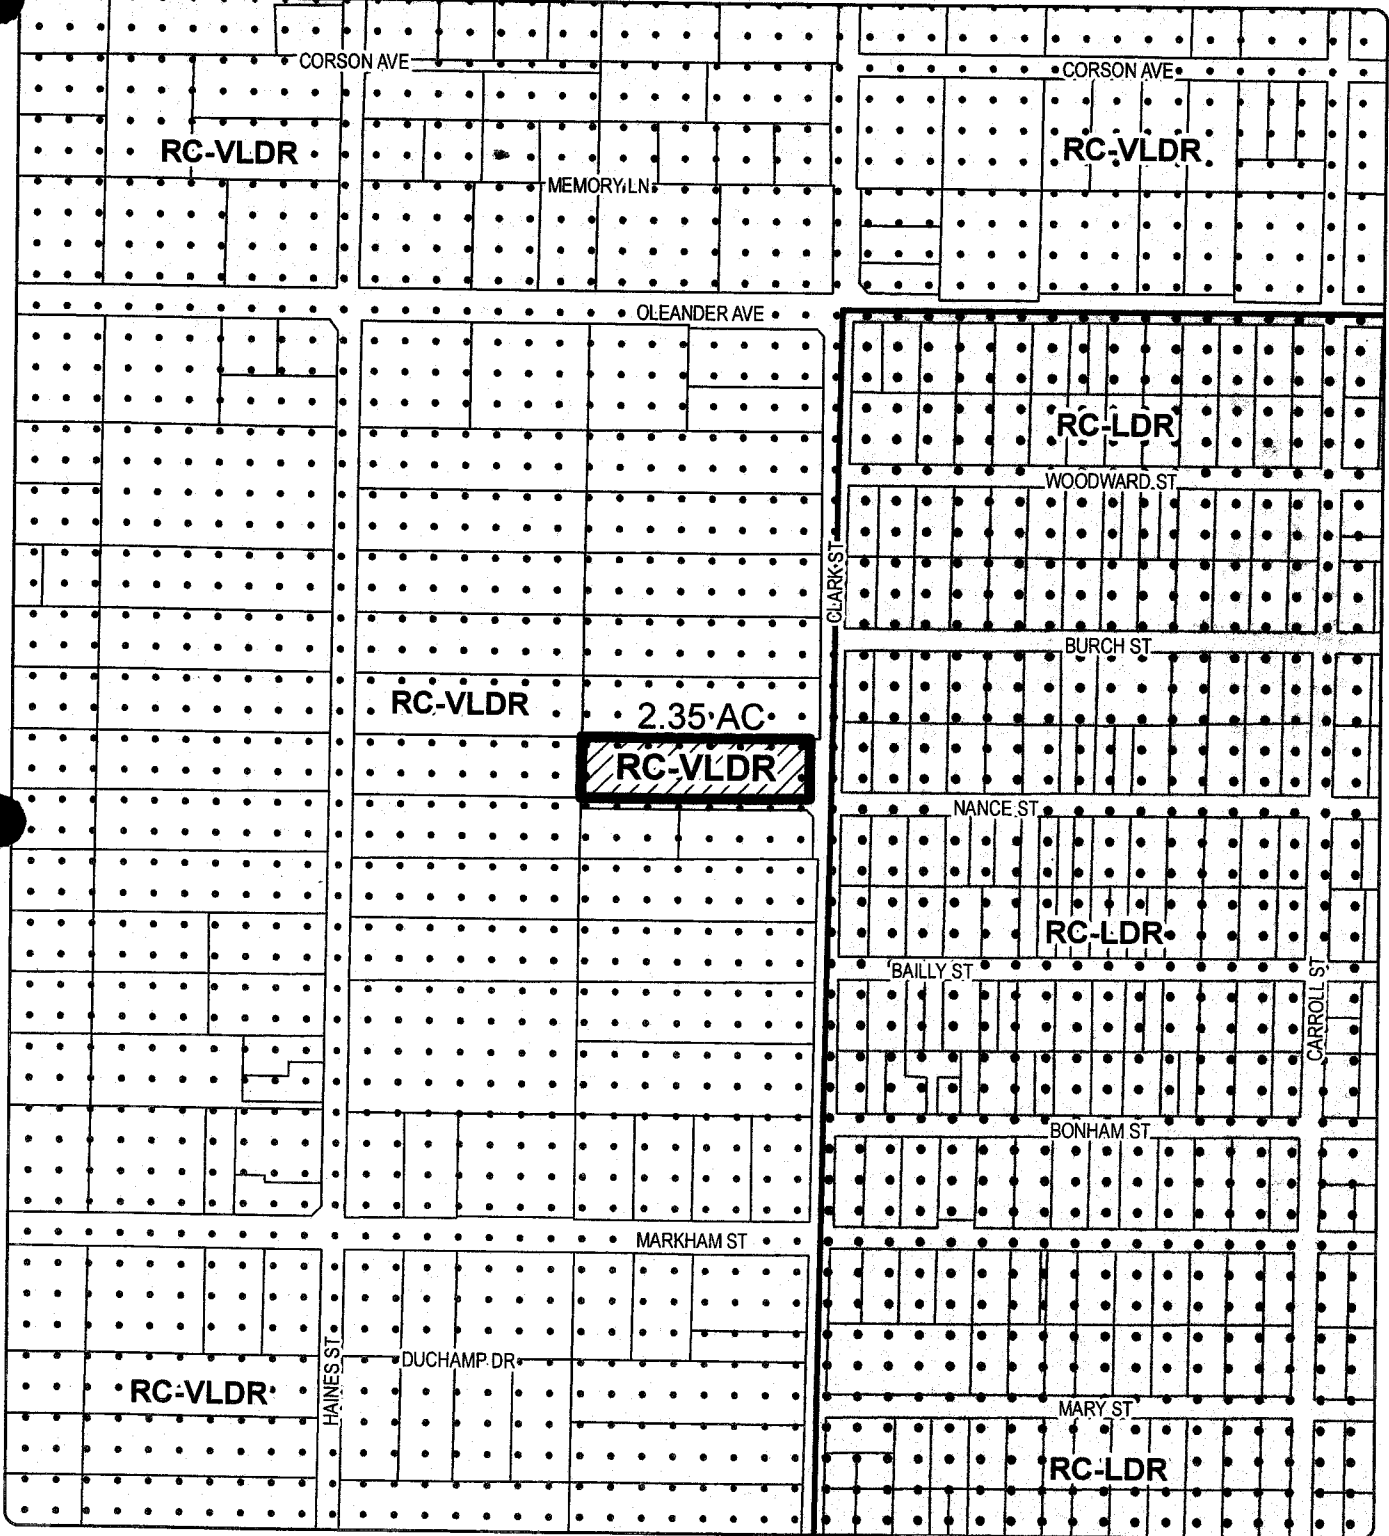 CORSON AVE
CORSON AVE
RC-VLDR
RC-VLDR
MEMORY LN
OLEANDER AVE
RC-LDR
WOODWARD ST
CLARK ST
BURCH ST
RC-VLDR
2.35 AC
RC-VLDR
NANCE ST
RC-LDR
BAILLY ST
CARROLL ST
BONHAM ST
MARKHAM ST
HAINES ST
DUCHAMP DR
RC-VLDR
MARY ST
RC-LDR